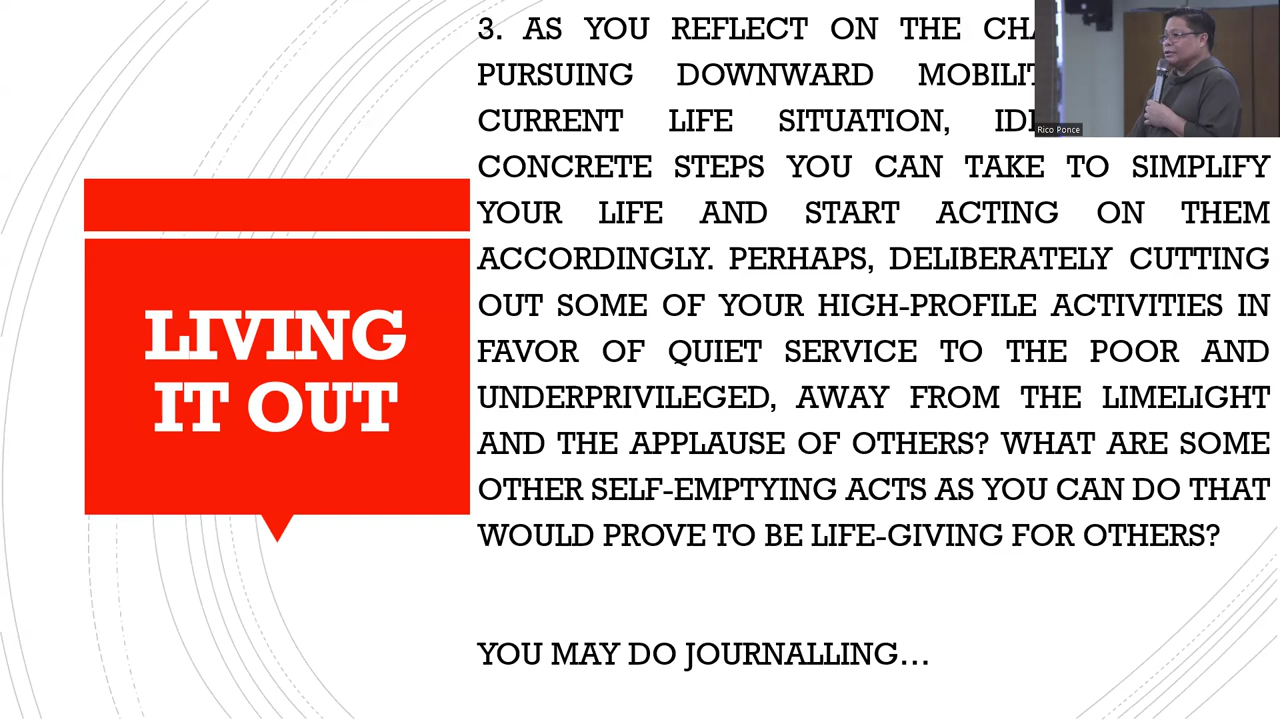 3. AS YOU REFLECT ON THE
PURSUING DOWNWARD
CURRENT LIFE SITUATION,
CONCRETE STEPS YOU CAN TAKE TO SIMPLIFY
YOUR LIFE AND START ACTING ON THEM
ACCORDINGLY. PERHAPS, DELIBERATELY CUTTING
OUT SOME OF YOUR HIGH-PROFILE ACTIVITIES IN
FAVOR OF QUIET SERVICE TO THE POOR AND
UNDERPRIVILEGED, AWAY FROM THE LIMELIGHT
AND THE APPLAUSE OF OTHERS? WHAT ARE SOME
OTHER SELF-EMPTYING ACTS AS YOU CAN DO THAT
WOULD PROVE TO BE LIFE-GIVING FOR OTHERS?
YOU MAY DO JOURNALLING...
LIVING
IT OUT
Rico Ponce